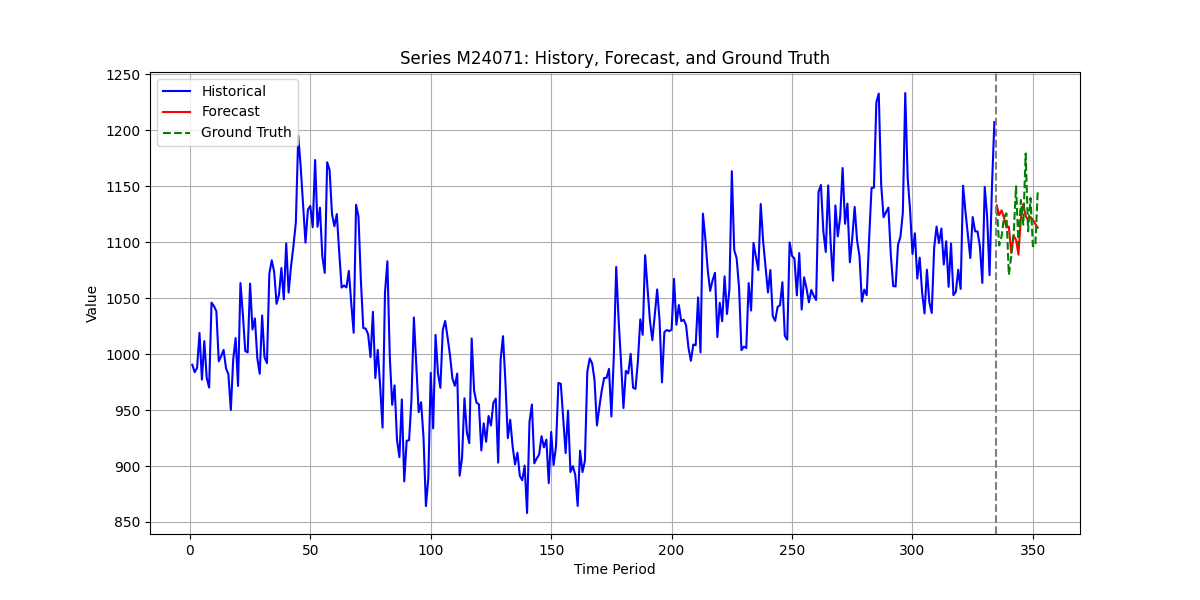 Series M24071: History, Forecast, and Ground Truth
Historical
Forecast
Ground Truth
Value
1250
1200
1150
1100
1050
1000
950
900
850
0 50 100 150 200 250 300 350
Time Period